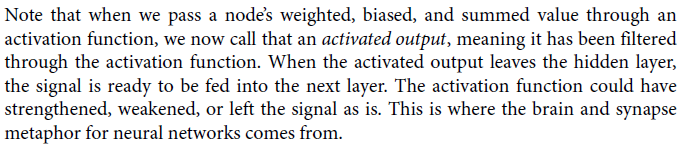 Note that when we pass a node’s weighted, biased, and summed value through an
activation function, we now call that an activated output, meaning it has been filtered
through the activation function. When the activated output leaves the hidden layer,
the signal is ready to be fed into the next layer. The activation function could have
strengthened, weakened, or left the signal as is. This is where the brain and synapse
metaphor for neural networks comes from.